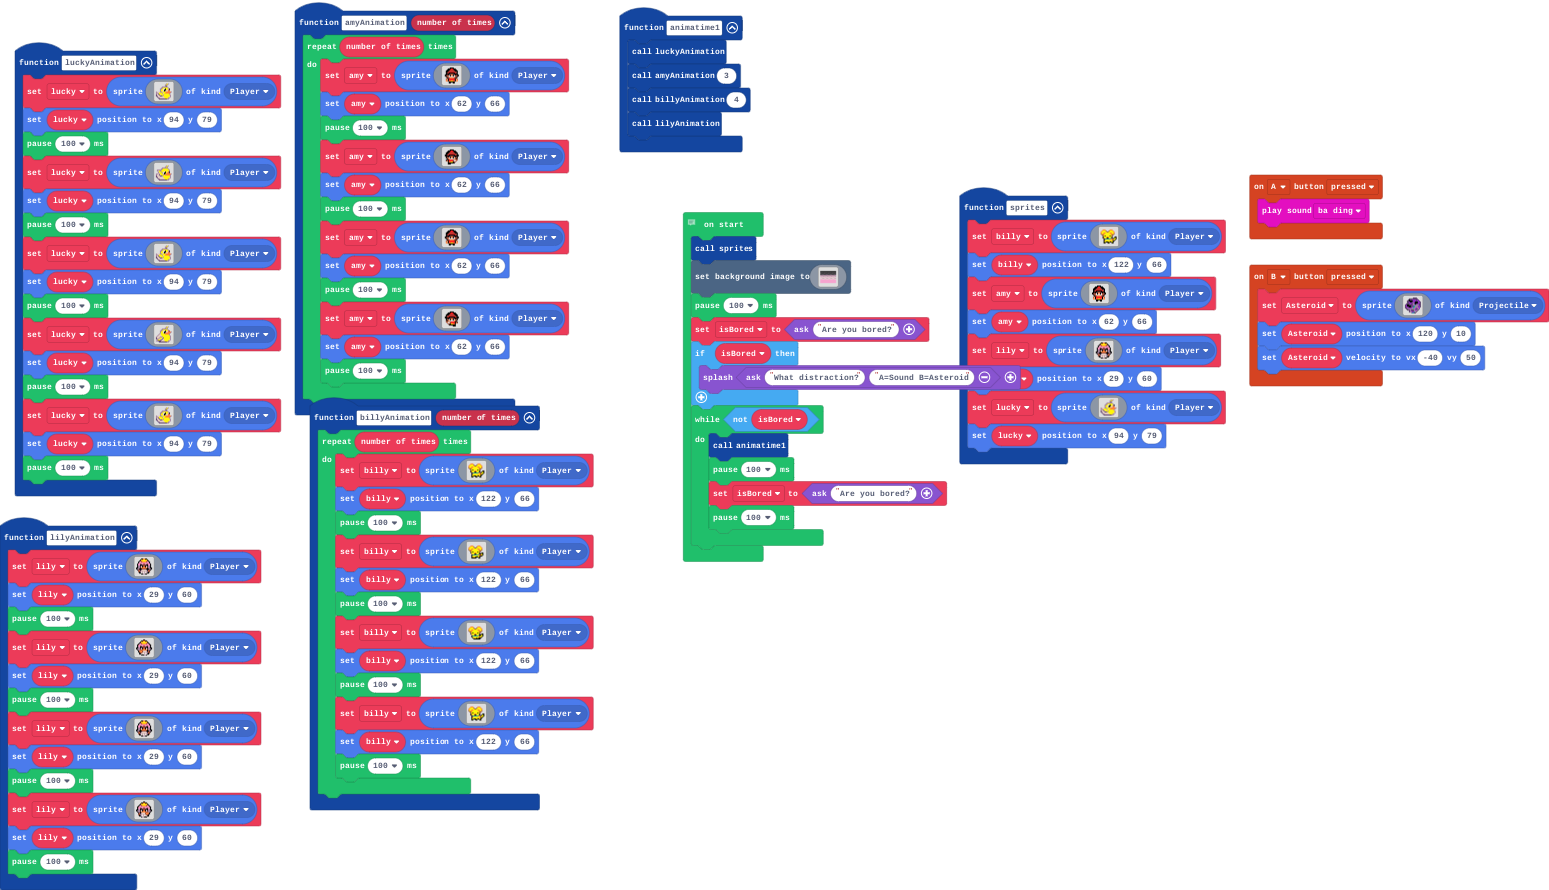 function luckyAnimation
set lucky to sprite of kind Player
set lucky position to x 94 y 79
pause 100 ms
set lucky to sprite of kind Player
set lucky position to x 94 y 79
pause 100 ms
set lucky to sprite of kind Player
set lucky position to x 94 y 79
pause 100 ms
set lucky to sprite of kind Player
set lucky position to x 94 y 79
pause 100 ms
set lucky to sprite of kind Player
set lucky position to x 94 y 79
pause 100 ms
function lilyAnimation
set lily to sprite of kind Player
set lily position to x 29 y 60
pause 100 ms
set lily to sprite of kind Player
set lily position to x 29 y 60
pause 100 ms
set lily to sprite of kind Player
set lily position to x 29 y 60
pause 100 ms
set lily to sprite of kind Player
set lily position to x 29 y 60
pause 100 ms
function amyAnimation number of times
repeat number of times times
do
set amy to sprite of kind Player
set amy position to x 62 y 66
pause 100 ms
set amy to sprite of kind Player
set amy position to x 62 y 66
pause 100 ms
set amy to sprite of kind Player
set amy position to x 62 y 66
pause 100 ms
set amy to sprite of kind Player
set amy position to x 62 y 66
pause 100 ms
function billyAnimation number of times
repeat number of times times
do
set billy to sprite of kind Player
set billy position to x 122 y 66
pause 100 ms
set billy to sprite of kind Player
set billy position to x 122 y 66
pause 100 ms
set billy to sprite of kind Player
set billy position to x 122 y 66
pause 100 ms
set billy to sprite of kind Player
set billy position to x 122 y 66
pause 100 ms
function animatime1
call luckyAnimation
call amyAnimation 3
call billyAnimation 4
call lilyAnimation
on start
call sprites
set background image to
pause 100 ms
set isBored to ask "Are you bored?"
if isBored then
splash ask "What distraction?" "A=Sound B=Asteroid"
while not isBored
do
call animatime1
pause 100 ms
set isBored to ask "Are you bored?"
pause 100 ms
function sprites
set billy to sprite of kind Player
set billy position to x 122 y 66
set amy to sprite of kind Player
set amy position to x 62 y 66
set lily to sprite of kind Player
position to x 29 y 60
set lucky to sprite of kind Player
set lucky position to x 94 y 79
on A button pressed
play sound ba ding
on B button pressed
set Asteroid to sprite of kind Projectile
set Asteroid position to x 120 y 10
set Asteroid velocity to vx -40 vy 50